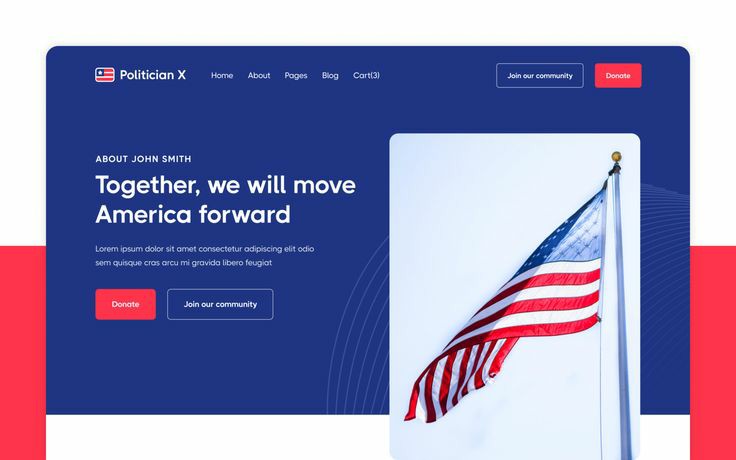 Politician X
Home About Pages Blog Cart(3)
Join our community
Donate
ABOUT JOHN SMITH
Together, we will move
America forward
Lorem ipsum dolor sit amet consectetur adipiscing elit odio
sem quisque cras arcu mi gravida libero feugiat
Donate
Join our community